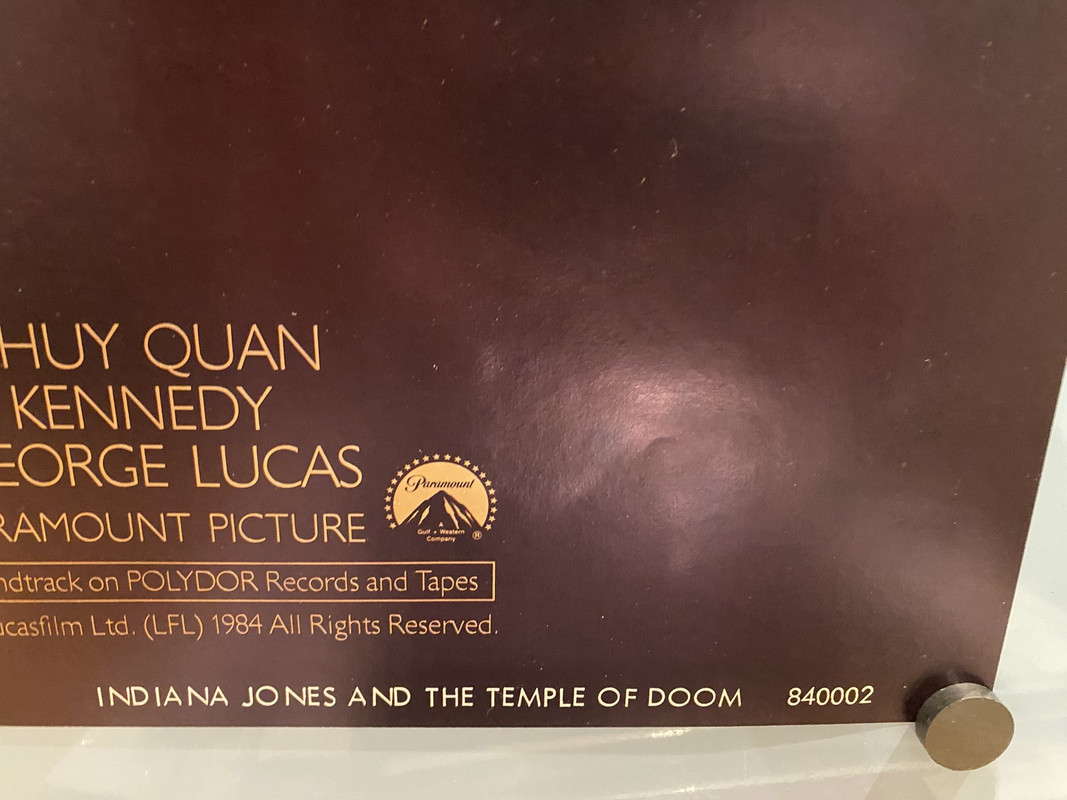 HUY QUAN
KENNEDY
EORGE LUCAS
RAMOUNT PICTURE
Paramount
A
Gulf + Western
Company
®
ndtrack on POLYDOR Records and Tapes
ucasfilm Ltd. (LFL) 1984 All Rights Reserved.
INDIANA JONES AND THE TEMPLE OF DOOM 840002